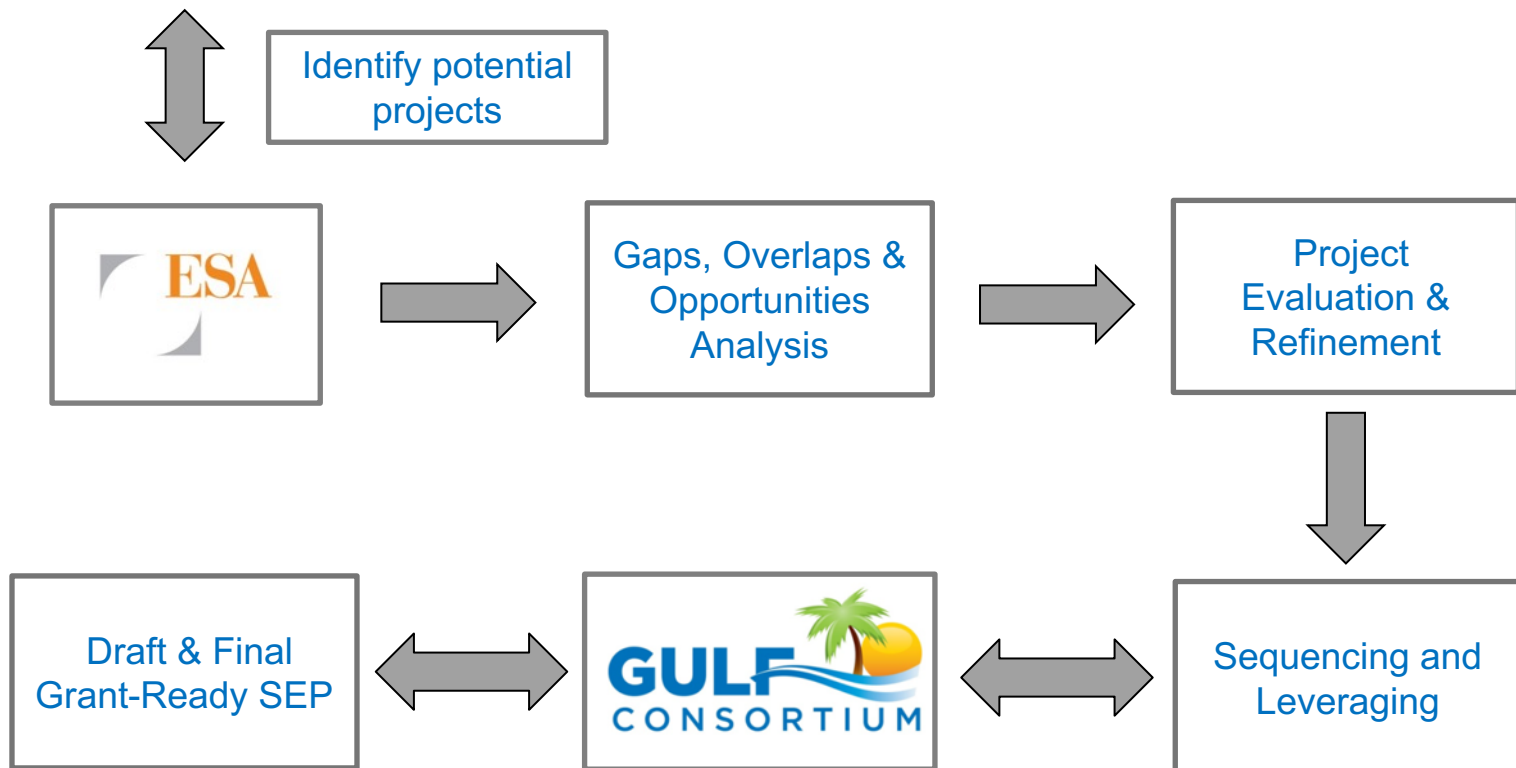 Identify potential
projects
ESA
Gaps, Overlaps &
Opportunities
Analysis
Project
Evaluation &
Refinement
Draft & Final
Grant-Ready SEP
GULF
CONSORTIUM
Sequencing and
Leveraging